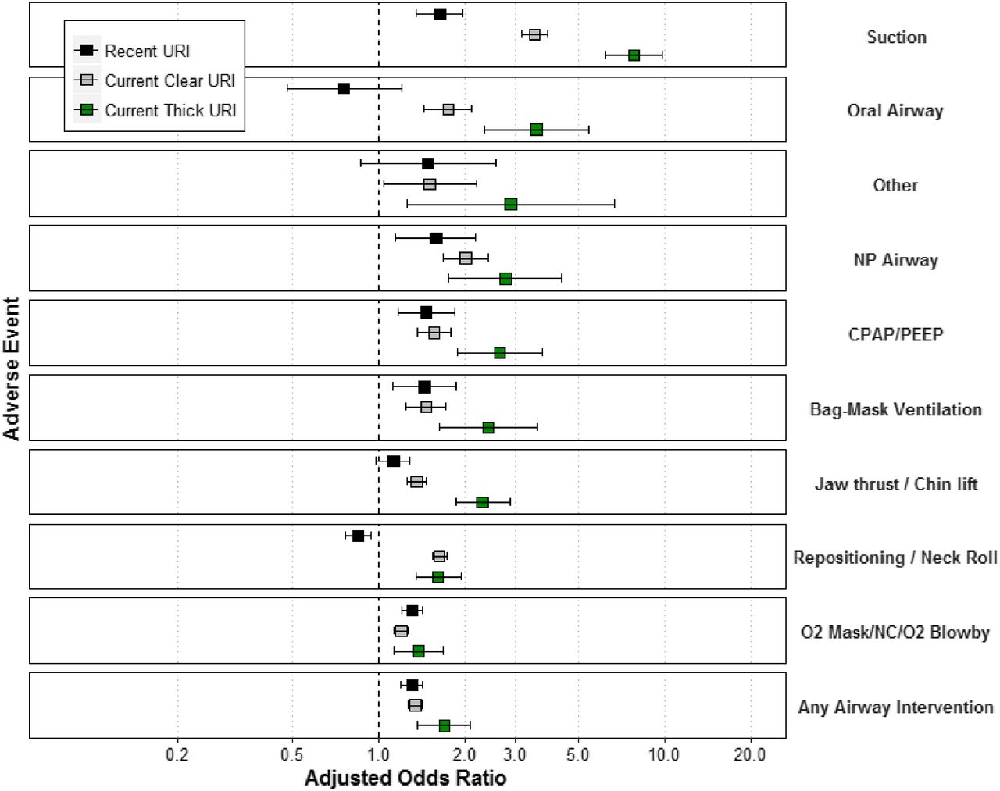 Recent URI
Current Clear URI
Current Thick URI
Suction
Oral Airway
Other
NP Airway
CPAP/PEEP
Bag-Mask Ventilation
Jaw thrust / Chin lift
Repositioning / Neck Roll
O2 Mask/NC/O2 Blowby
Any Airway Intervention
Adverse Event
0.2 0.5 1.0 2.0 3.0 5.0 10.0 20.0
Adjusted Odds Ratio